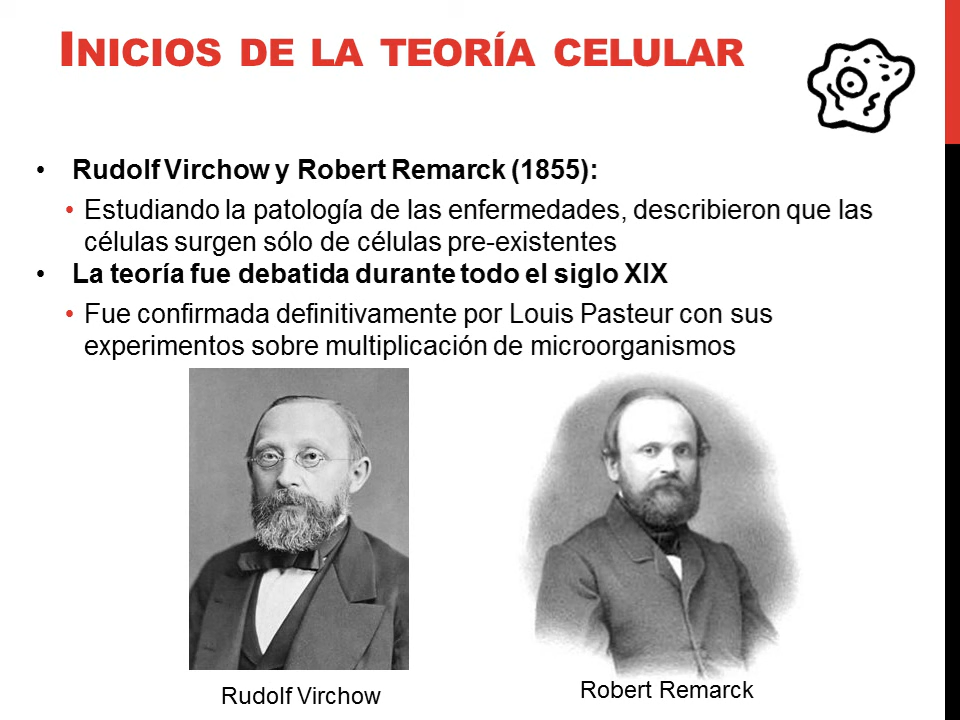 INICIOS DE LA TEORÍA CELULAR
• Rudolf Virchow y Robert Remarck (1855):
• Estudiando la patología de las enfermedades, describieron que las
células surgen sólo de células pre-existentes
• La teoría fue debatida durante todo el siglo XIX
• Fue confirmada definitivamente por Louis Pasteur con sus
experimentos sobre multiplicación de microorganismos
Rudolf Virchow
Robert Remarck